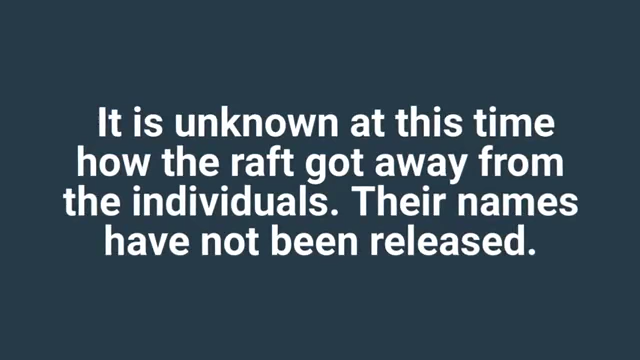 It is unknown at this time
how the raft got away from
the individuals. Their names
have not been released.